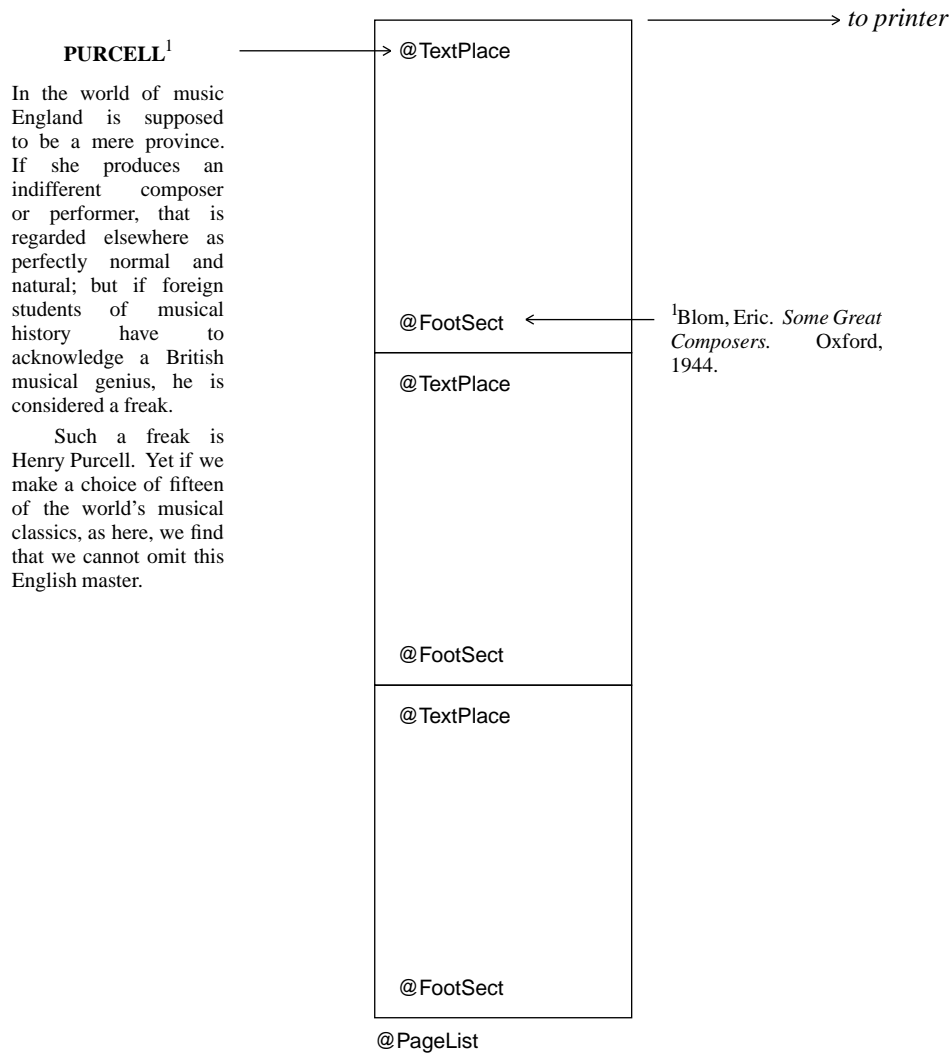 to printer
PURCELL1
In the world of music
England is supposed
to be a mere province.
If she produces an
indifferent composer
or performer, that is
regarded elsewhere as
perfectly normal and
natural; but if foreign
students of musical
history have to
acknowledge a British
musical genius, he is
considered a freak.
Such a freak is
Henry Purcell. Yet if we
make a choice of fifteen
of the world's musical
classics, as here, we find
that we cannot omit this
English master.
@TextPlace
@FootSect
@TextPlace
@FootSect
@TextPlace
@FootSect
@PageList
1Blom, Eric. Some Great
Composers. Oxford,
1944.